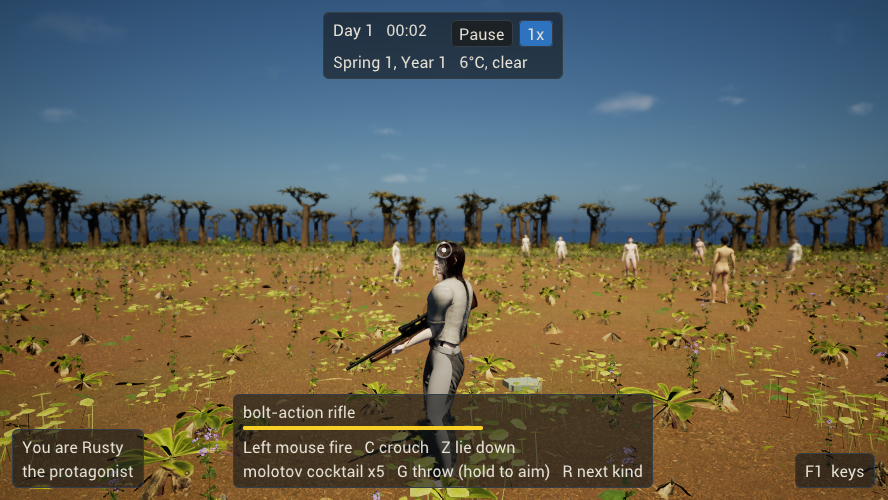 Day 1 00:02 Pause 1x
Spring 1, Year 1 6°C, clear
bolt-action rifle
Left mouse fire C crouch Z lie down
molotov cocktail x5 G throw (hold to aim) R next kind
You are Rusty
the protagonist
F1 keys